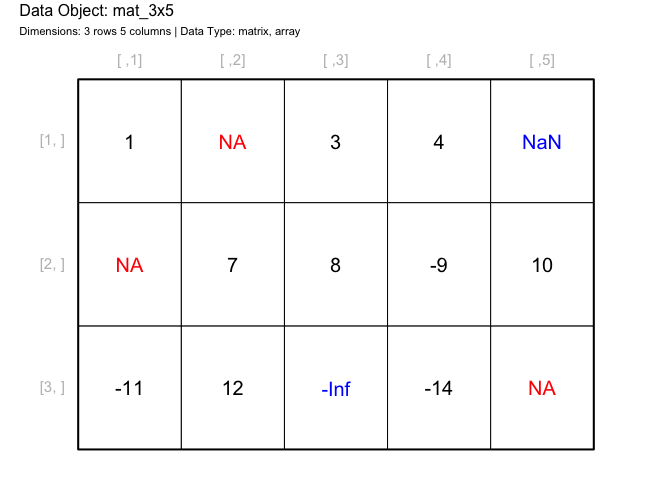 Data Object: mat_3x5
Dimensions: 3 rows 5 columns | Data Type: matrix, array
[ ,1] [ ,2] [ ,3] [ ,4] [ ,5]
[1, ] 1 NA 3 4 NaN
[2, ] NA 7 8 -9 10
[3, ] -11 12 -Inf -14 NA